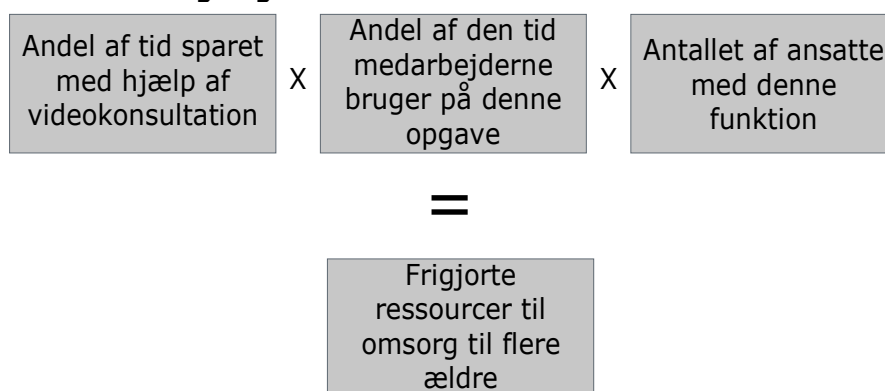 Andel af tid sparet
med hjælp af
videokonsultation
X
Andel af den tid
medarbejderne
bruger på denne
opgave
X
Antallet af ansatte
med denne
funktion
=
Frigjorte
ressourcer til
omsorg til flere
ældre